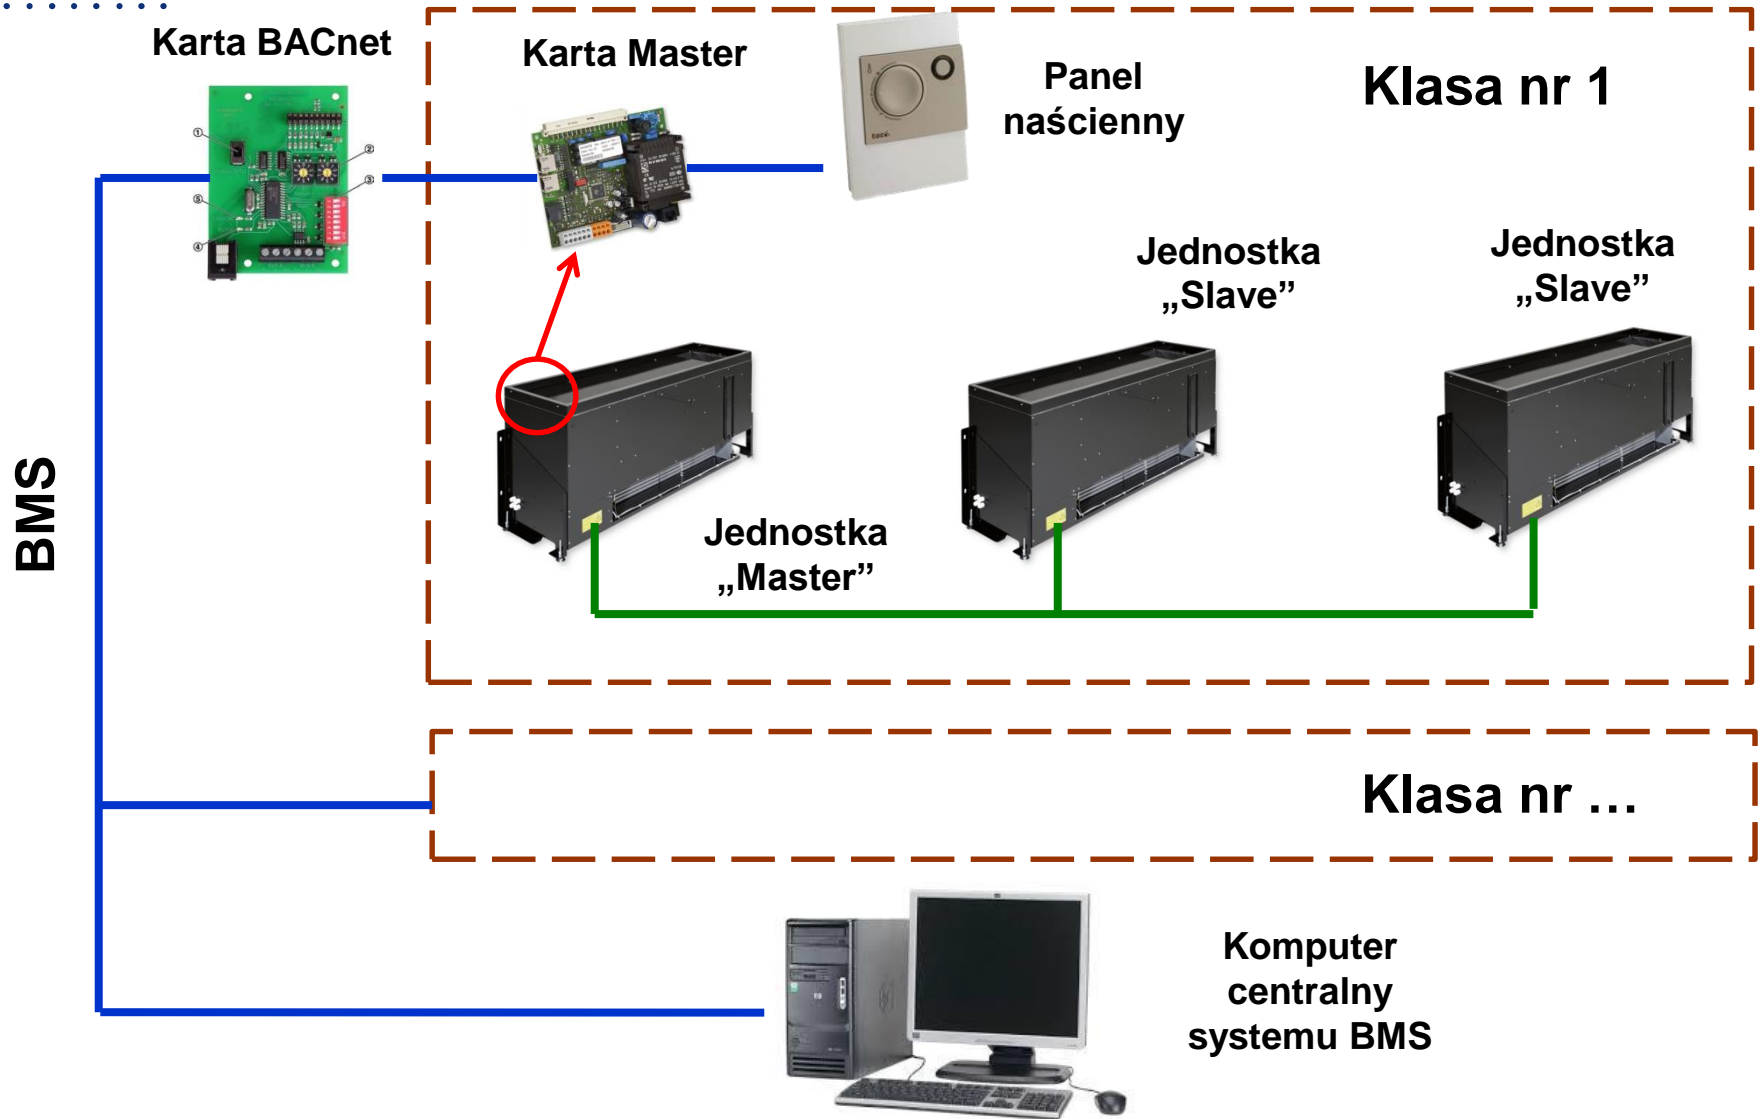 Karta BACnet
Karta Master
Panel
naścienny
Klasa nr 1
Jednostka
„Slave”
Jednostka
„Slave”
Jednostka
„Master”
BMS
Klasa nr …
Komputer
centralny
systemu BMS